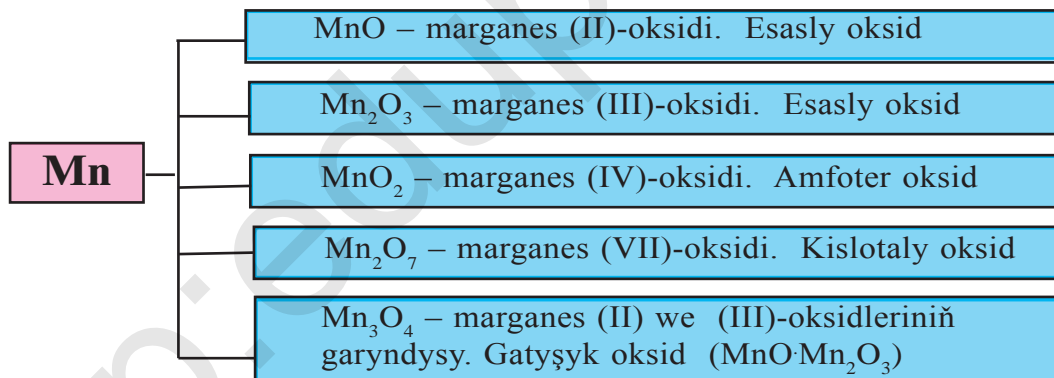 MnO – marganes (II)-oksidi. Esasly oksid
Mn₂O₃ – marganes (III)-oksidi. Esasly oksid
Mn
MnO₂ – marganes (IV)-oksidi. Amfoter oksid
Mn₂O₇ – marganes (VII)-oksidi. Kislotaly oksid
Mn₃O₄ – marganes (II) we (III)-oksidleriniň
garyndysy. Gatyşyk oksid (MnO·Mn₂O₃)